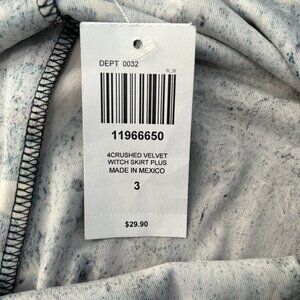 DEPT 0032
11966650
4CRUSHED VELVET
WITCH SKIRT PLUS
MADE IN MEXICO
3
$29.90